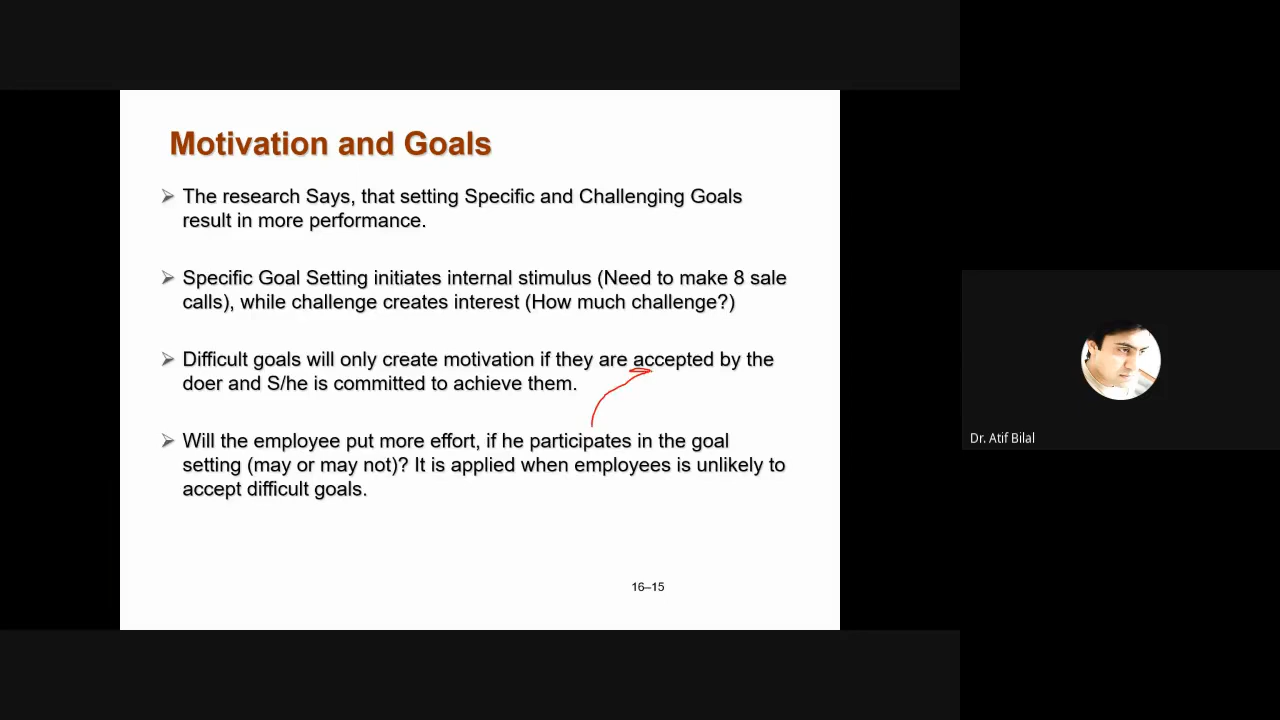 Motivation and Goals
The research Says, that setting Specific and Challenging Goals
result in more performance.
Specific Goal Setting initiates internal stimulus (Need to make 8 sale
calls), while challenge creates interest (How much challenge?)
Difficult goals will only create motivation if they are accepted by the
doer and S/he is committed to achieve them.
Will the employee put more effort, if he participates in the goal
setting (may or may not)? It is applied when employees is unlikely to
accept difficult goals.
16–15
Dr. Atif Bilal